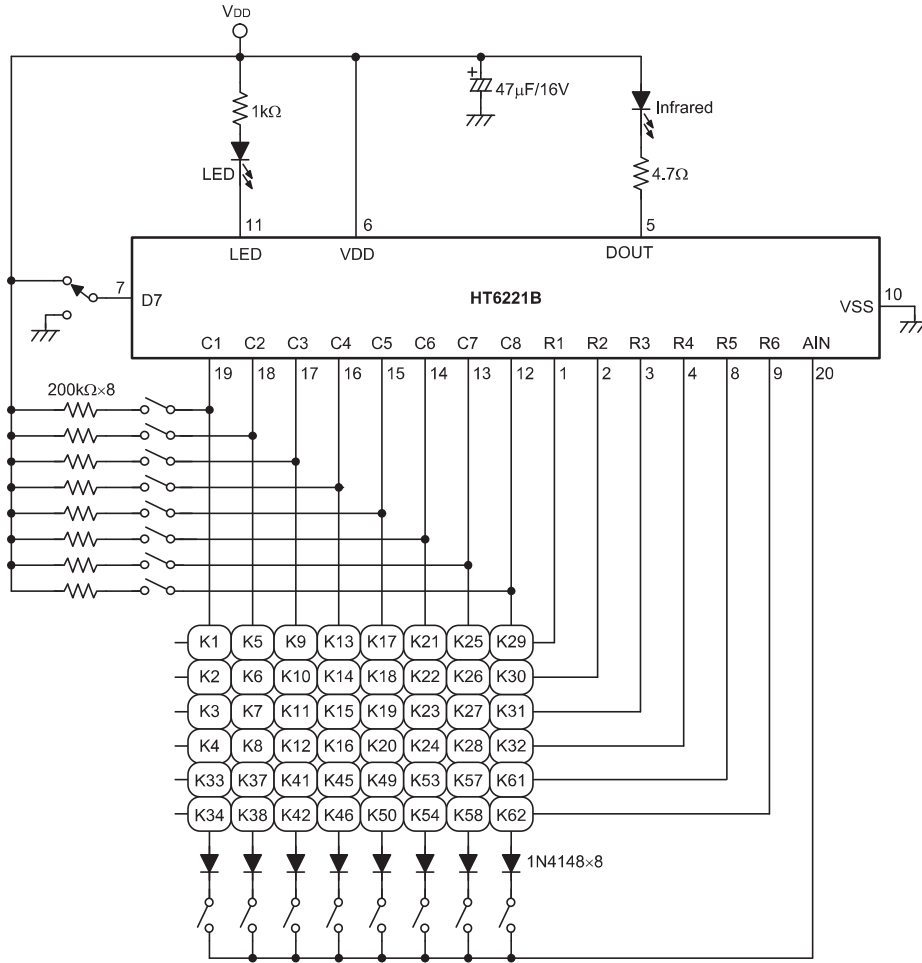 VDD
1kΩ
LED
47μF/16V
Infrared
4.7Ω
11 6 5
LED VDD DOUT
HT6221B
7 D7
VSS 10
C1 C2 C3 C4 C5 C6 C7 C8 R1 R2 R3 R4 R5 R6 AIN
19 18 17 16 15 14 13 12 1 2 3 4 8 9 20
200kΩ×8
K1 K5 K9 K13 K17 K21 K25 K29
K2 K6 K10 K14 K18 K22 K26 K30
K3 K7 K11 K15 K19 K23 K27 K31
K4 K8 K12 K16 K20 K24 K28 K32
K33 K37 K41 K45 K49 K53 K57 K61
K34 K38 K42 K46 K50 K54 K58 K62
1N4148×8